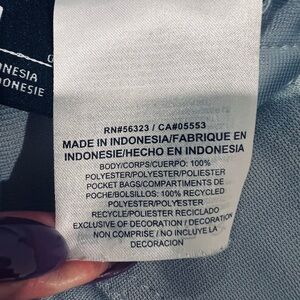 ONESIA
DONESIE
RN#56323 / CA#05553
MADE IN INDONESIA/FABRIQUE EN
INDONESIE/HECHO EN INDONESIA
BODY/CORPS/CUERPO: 100%
POLYESTER/POLYESTER/POLIESTER
POCKET BAGS/COMPARTIMENTS DE
POCHE/BOLSILLOS: 100% RECYCLED
POLYESTER/POLYESTER
RECYCLE/POLIESTER RECICLADO
EXCLUSIVE OF DECORATION / DECORATION
NON COMPRISE / NO INCLUYE LA
DECORACION